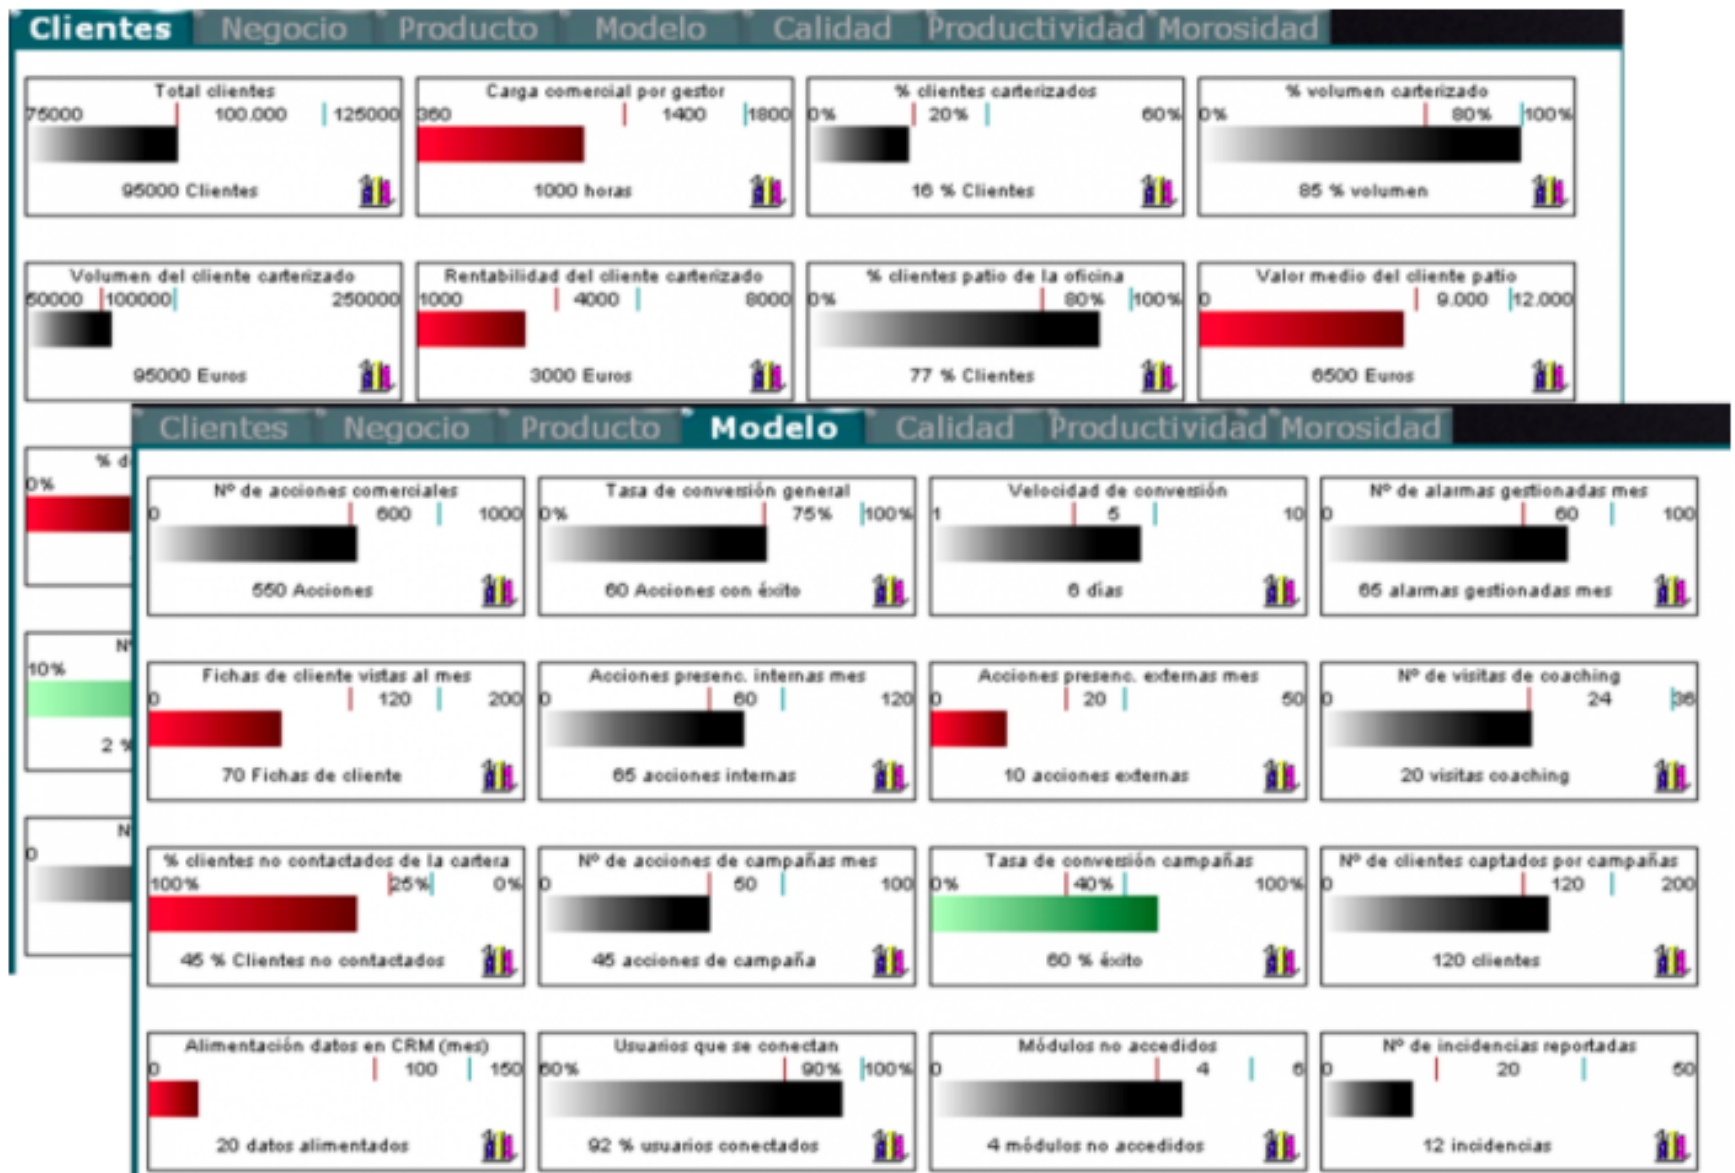 Clientes Negocio Producto Modelo Calidad Productividad Morosidad
Total clientes
75000 100.000 125000
95000 Clientes
Carga comercial por gestor
360 1400 1800
1000 horas
% clientes carterizados
0% 20% 60%
16 % Clientes
% volumen carterizado
0% 80% 100%
85 % volumen
Volumen del cliente carterizado
50000 100000 250000
95000 Euros
Rentabilidad del cliente carterizado
1000 4000 8000
3000 Euros
% clientes patio de la oficina
0% 80% 100%
77 % Clientes
Valor medio del cliente patio
0 9.000 12.000
6500 Euros
% d
0%
Nº
10%
2 %
N
0
Clientes Negocio Producto Modelo Calidad Productividad Morosidad
Nº de acciones comerciales
0 600 1000
550 Acciones
Tasa de conversión general
0% 75% 100%
60 Acciones con éxito
Velocidad de conversión
1 5 10
6 dias
Nº de alarmas gestionadas mes
0 60 100
65 alarmas gestionadas mes
Fichas de cliente vistas al mes
0 120 200
70 Fichas de cliente
Acciones presenc. internas mes
0 60 120
65 acciones internas
Acciones presenc. externas mes
0 20 50
10 acciones externas
Nº de visitas de coaching
0 24 36
20 visitas coaching
% clientes no contactados de la cartera
100% 25% 0%
45 % Clientes no contactados
Nº de acciones de campañas mes
0 50 100
45 acciones de campaña
Tasa de conversión campañas
0% 40% 100%
60 % éxito
Nº de clientes captados por campañas
0 120 200
120 clientes
Alimentación datos en CRM (mes)
0 100 150
20 datos alimentados
Usuarios que se conectan
60% 90% 100%
92 % usuarios conectados
Módulos no accedidos
0 4 6
4 módulos no accedidos
Nº de incidencias reportadas
0 20 50
12 incidencias